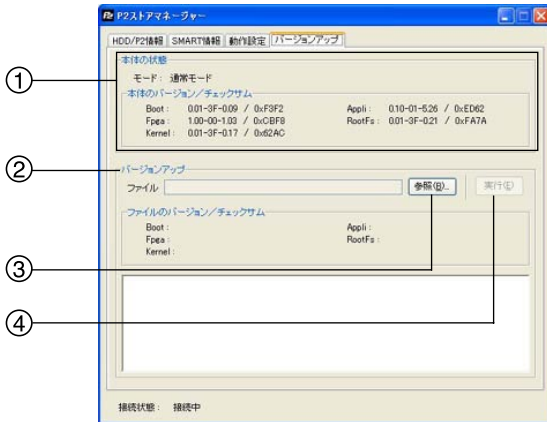 P2ストアマネージャー
HDD/P2情報 SMART情報 動作設定 バージョンアップ
① 本体の状態
モード： 通常モード
本体のバージョン／チェックサム
Boot : 0.01-3F-0.09 / 0xF3F2 Appli : 0.10-01-5.26 / 0xED62
Fpga : 1.00-00-1.03 / 0xCBF8 RootFs : 0.01-3F-0.21 / 0xFA7A
Kernel : 0.01-3F-0.17 / 0x62AC
② バージョンアップ
ファイル 参照(B)... 実行(E)
ファイルのバージョン／チェックサム
Boot : Appli :
Fpga : RootFs :
Kernel :
③
④
接続状態： 接続中